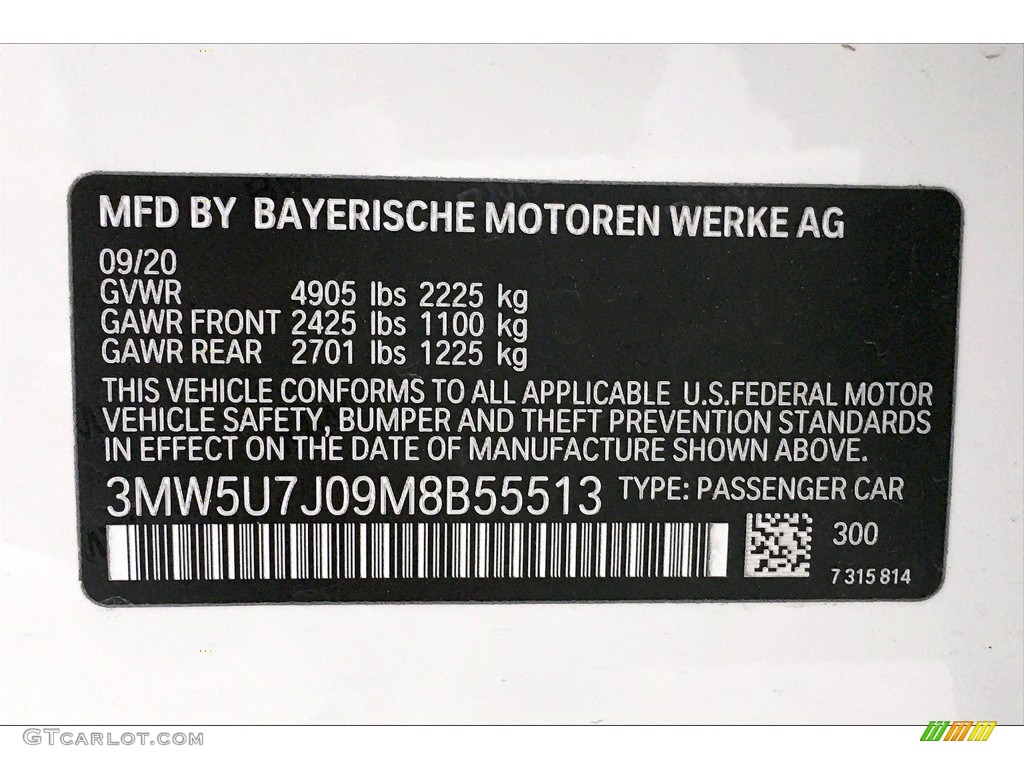 MFD BY BAYERISCHE MOTOREN WERKE AG
09/20
GVWR 4905 lbs 2225 kg
GAWR FRONT 2425 lbs 1100 kg
GAWR REAR 2701 lbs 1225 kg
THIS VEHICLE CONFORMS TO ALL APPLICABLE U.S.FEDERAL MOTOR
VEHICLE SAFETY, BUMPER AND THEFT PREVENTION STANDARDS
IN EFFECT ON THE DATE OF MANUFACTURE SHOWN ABOVE.
3MW5U7J09M8B55513 TYPE: PASSENGER CAR
300
7 315 814
GTCARLOT.COM